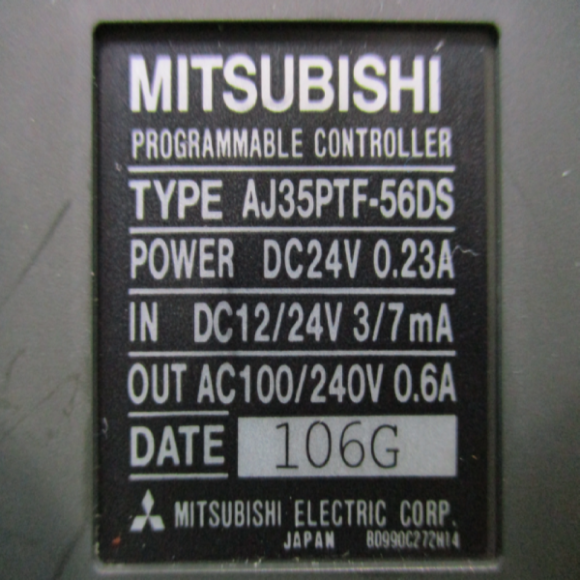 MITSUBISHI
PROGRAMMABLE CONTROLLER
TYPE AJ35PTF-56DS
POWER DC24V 0.23A
IN DC12/24V 3/7mA
OUT AC100/240V 0.6A
DATE 106G
MITSUBISHI ELECTRIC CORP.
JAPAN BD990C272H14